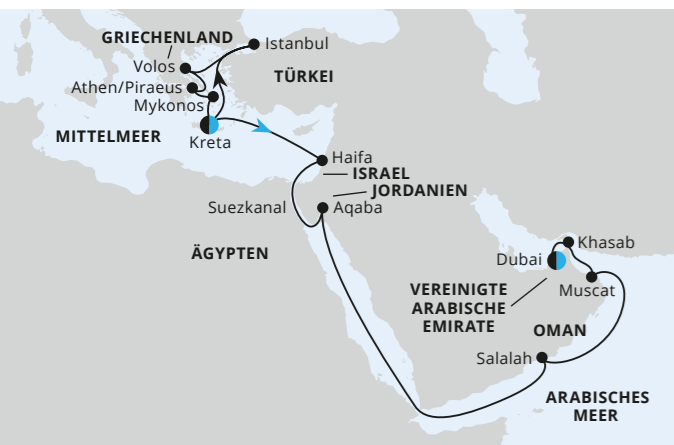 GRIECHENLAND
Istanbul
Volos
TÜRKEI
Athen/Piraeus
Mykonos
MITTELMEER
Kreta
Haifa
ISRAEL
JORDANIEN
Suezkanal
Aqaba
ÄGYPTEN
Khasab
Dubai
VEREINIGTE
ARABISCHE
EMIRATE
Muscat
OMAN
Salalah
ARABISCHES
MEER